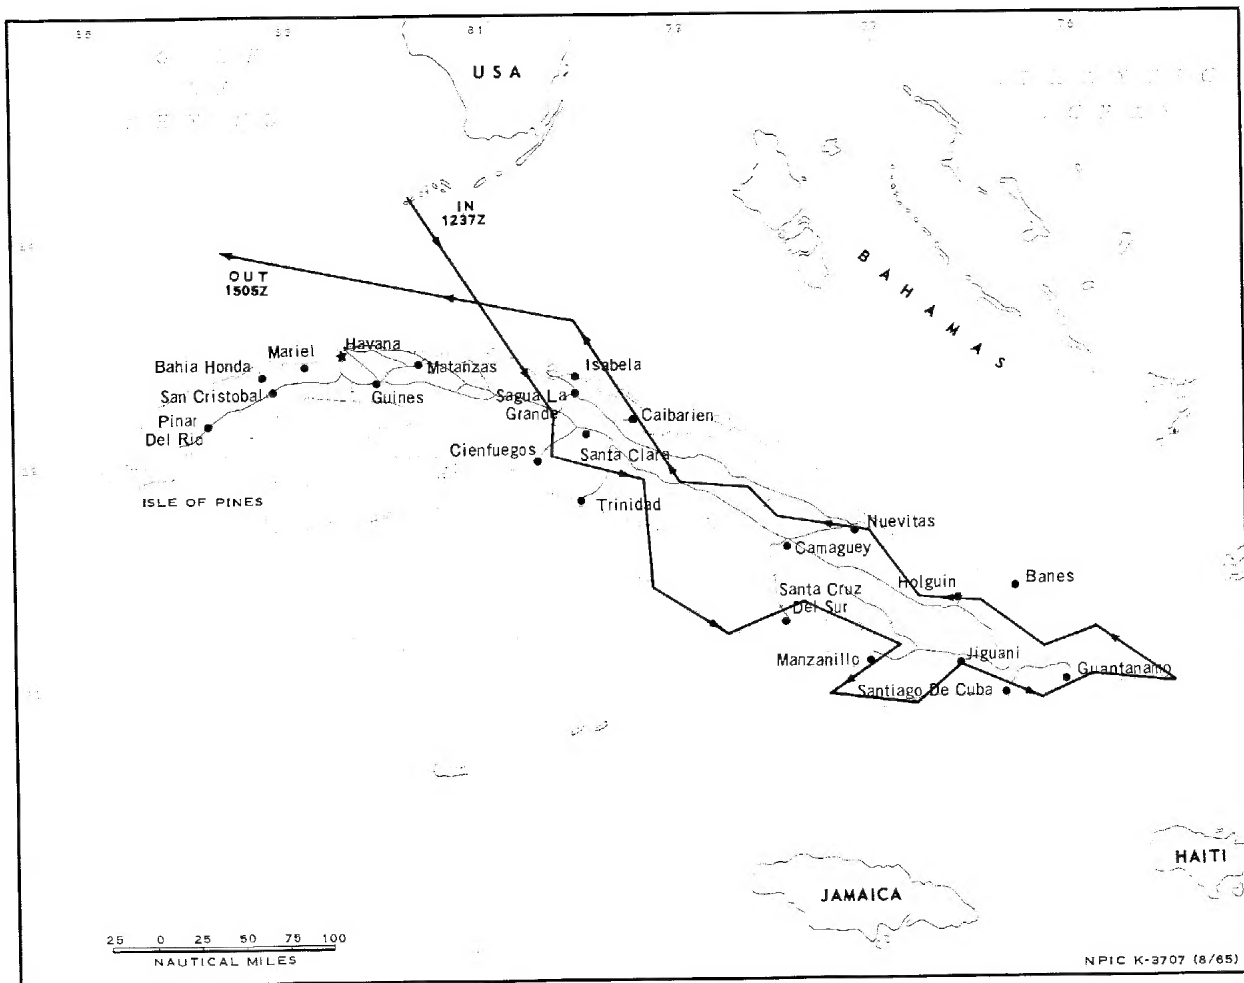 83
81
USA
IN
1237Z
OUT
1505Z
BAHAMAS
Havana
Mariel
Bahia Honda
Matanzas
Isabela
San Cristobal
Guines
Sagua La
Grande
Caibarien
Pinar
Del Rio
Cienfuegos
Santa Clara
ISLE OF PINES
Trinidad
Nuevitas
Camaguey
Holguin
Banes
Santa Cruz
Del Sur
Manzanillo
Jiguani
Guantanamo
Santiago De Cuba
HAITI
JAMAICA
25 0 25 50 75 100
NAUTICAL MILES
NPIC K-3707 (8/65)